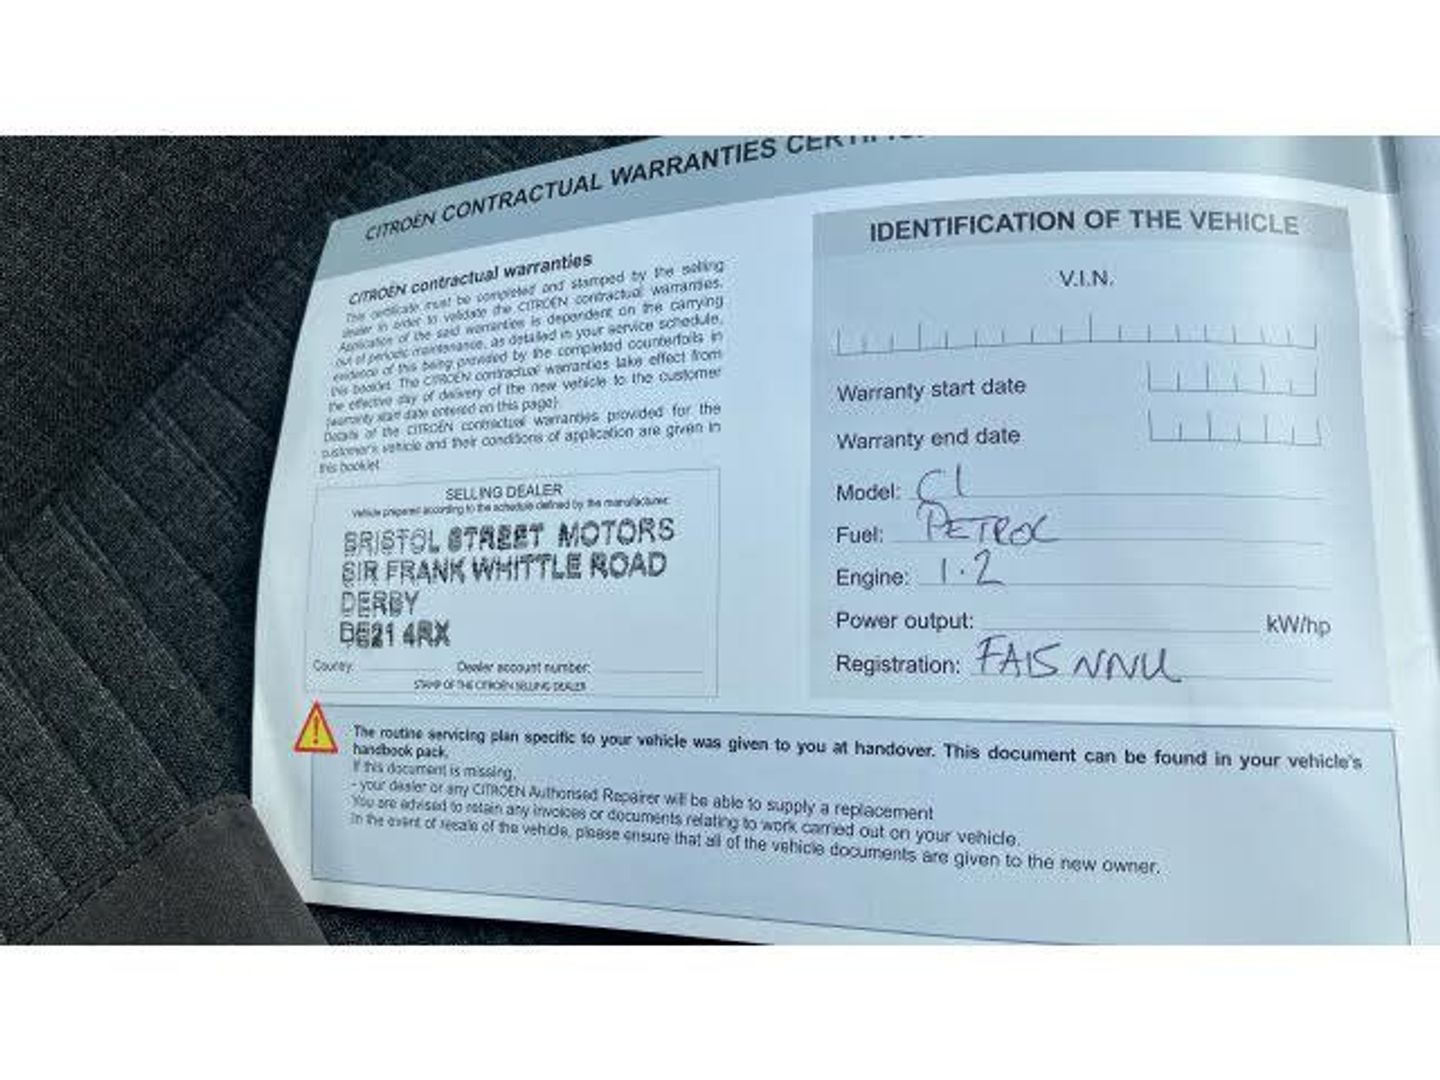 CITROËN CONTRACTUAL WARRANTIES
CITROËN contractual warranties
This certificate must be completed and stamped by the selling
dealer in order to validate the CITROËN contractual warranties.
Application of the said warranties is dependent on the carrying
out of periodic maintenance, as detailed in your service schedule,
evidence of this being provided by the completed counterfoils in
this booklet. The CITROËN contractual warranties take effect from
the effective day of delivery of the new vehicle to the customer
(warranty start date entered on this page).
Details of the CITROËN contractual warranties provided for the
customer's vehicle and their conditions of application are given in
this booklet
SELLING DEALER
Vehicle prepared according to the schedule defined by the manufacturer.
BRISTOL STREET MOTORS
SIR FRANK WHITTLE ROAD
DERBY
DE21 4RX
Country: Dealer account number:
STAMP OF THE CITROËN SELLING DEALER
IDENTIFICATION OF THE VEHICLE
V.I.N.
Warranty start date
Warranty end date
Model: C1
Fuel: PETROL
Engine: 1.2
Power output: kW/hp
Registration: FA15 NNU
The routine servicing plan specific to your vehicle was given to you at handover. This document can be found in your vehicle's
handbook pack.
If this document is missing,
- your dealer or any CITROËN Authorised Repairer will be able to supply a replacement
You are advised to retain any invoices or documents relating to work carried out on your vehicle.
In the event of resale of the vehicle, please ensure that all of the vehicle documents are given to the new owner.